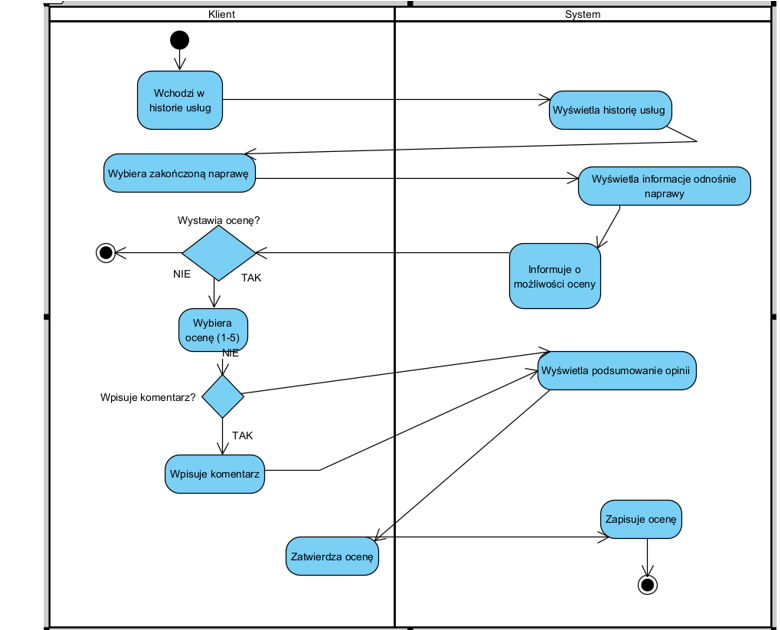 Klient
System
Wchodzi w
historie usług
Wyświetla historię usług
Wybiera zakończoną naprawę
Wyświetla informacje odnośnie
naprawy
Wystawia ocenę?
NIE
TAK
Informuje o
możliwości oceny
Wybiera
ocenę (1-5)
NIE
Wyświetla podsumowanie opinii
Wpisuje komentarz?
TAK
Wpisuje komentarz
Zapisuje ocenę
Zatwierdza ocenę